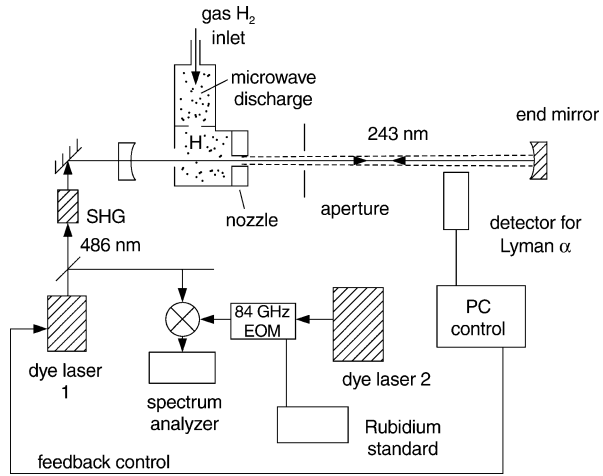 gas H₂
inlet
microwave
discharge
end mirror
H
243 nm
SHG
nozzle
aperture
detector for
Lyman α
486 nm
84 GHz
EOM
PC
control
dye laser
1
dye laser 2
spectrum
analyzer
Rubidium
standard
feedback control